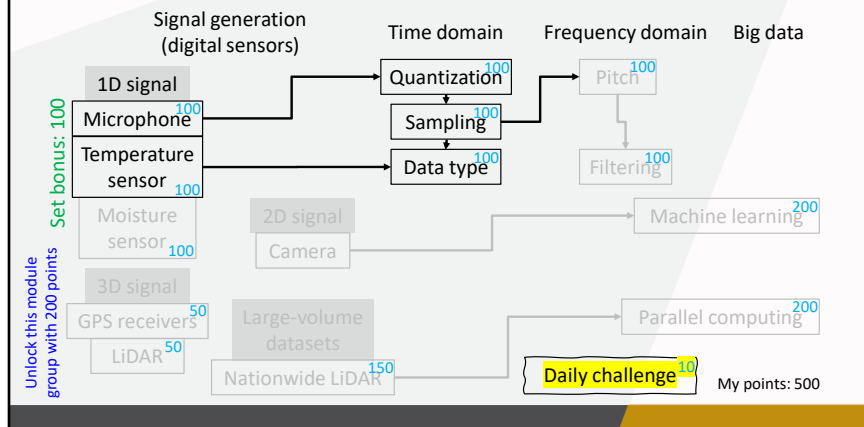 Signal generation
(digital sensors)
Time domain
Frequency domain
Big data
1D signal
Microphone 100
Temperature
sensor 100
Moisture
sensor 100
Set bonus: 100
Quantization 100
Sampling 100
Data type 100
Pitch 100
Filtering 100
2D signal
Camera
Machine learning 200
Unlock this module
group with 200 points
3D signal
GPS receivers 50
LiDAR 50
Large-volume
datasets
Nationwide LiDAR 150
Parallel computing 200
Daily challenge 10
My points: 500